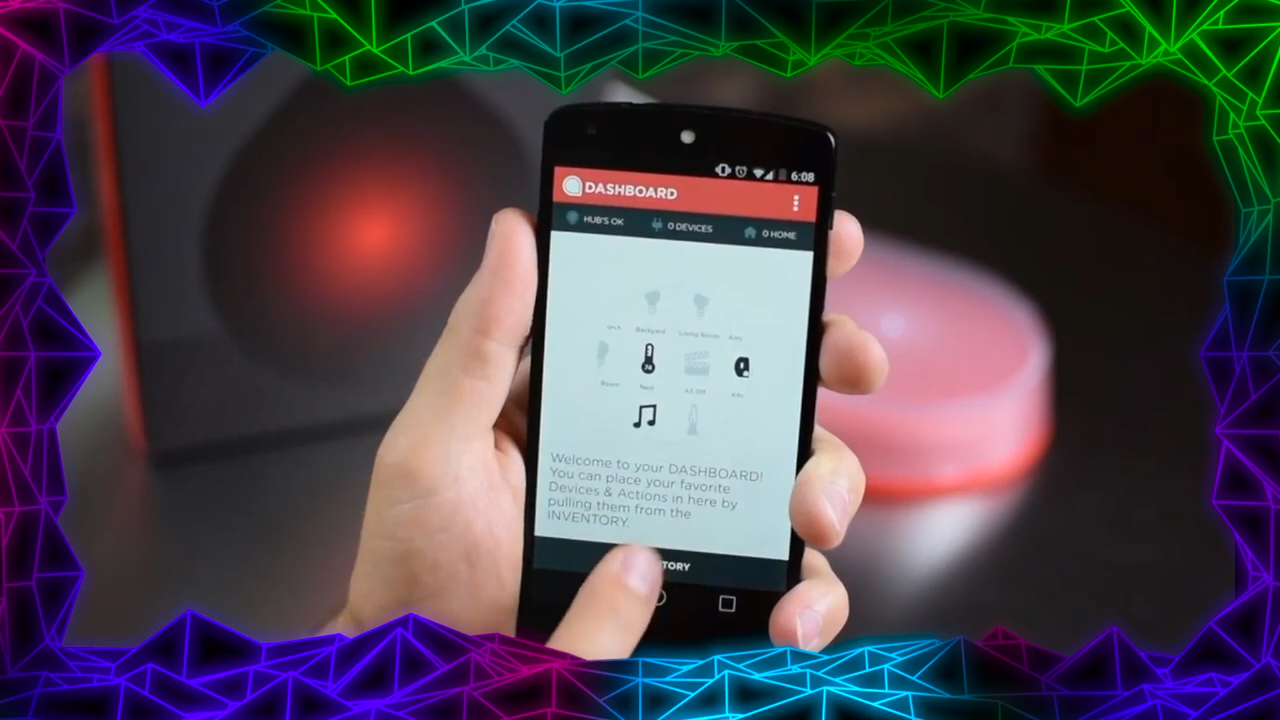 6:08
DASHBOARD
HUB'S OK
0 DEVICES
0 HOME
Backyard
Living Room
Room
Nest
All Off
Welcome to your DASHBOARD!
You can place your favorite
Devices & Actions in here by
pulling them from the
INVENTORY.
TORY